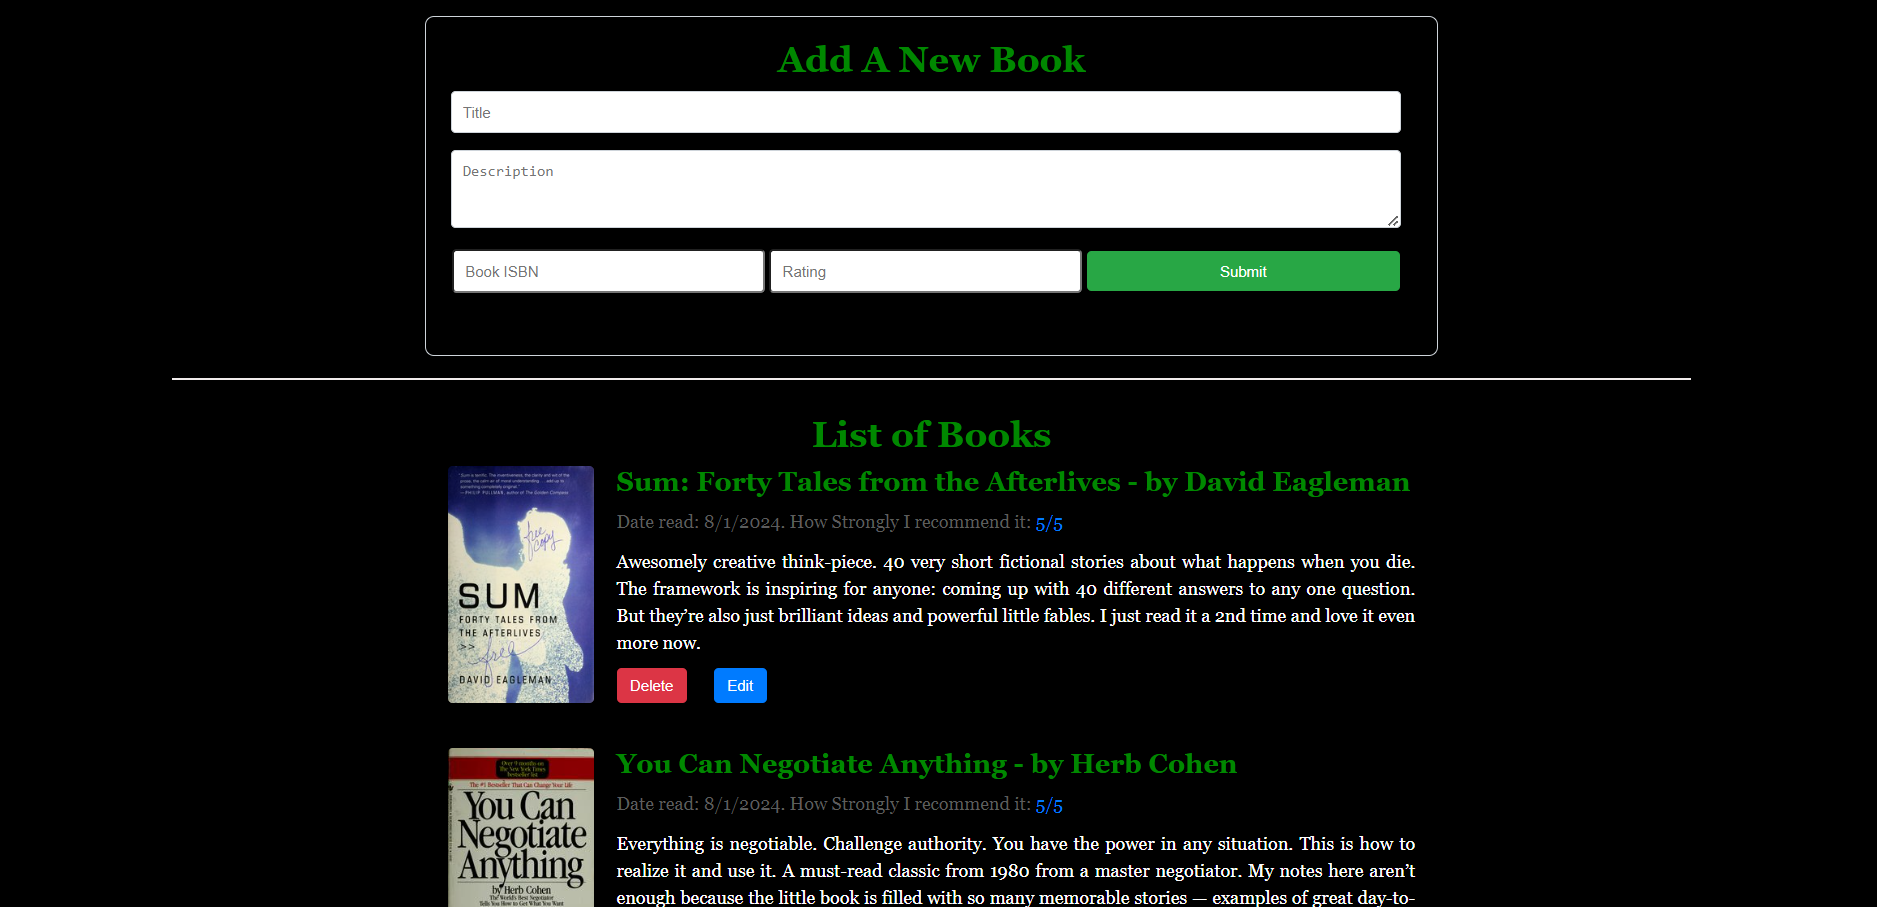 Add A New Book
Title
Description
Book ISBN
Rating
Submit
List of Books
"Sum is terrific. The inventiveness, the clarity and wit of the
prose, the calm air of moral understanding . . . add up to
something completely original."
— PHILIP PULLMAN, author of The Golden Compass
free
copy
SUM
FORTY TALES FROM
THE AFTERLIVES
>>
free
DAVID EAGLEMAN
Sum: Forty Tales from the Afterlives - by David Eagleman
Date read: 8/1/2024. How Strongly I recommend it: 5/5
Awesomely creative think-piece. 40 very short fictional stories about what happens when you die.
The framework is inspiring for anyone: coming up with 40 different answers to any one question.
But they’re also just brilliant ideas and powerful little fables. I just read it a 2nd time and love it even
more now.
Delete
Edit
Over 9 months on
The New York Times
bestseller list
The #1 Bestseller That Can Change Your Life
You Can
Negotiate
Anything
by Herb Cohen
The World's Best Negotiator
Tells You How to Get What You Want
You Can Negotiate Anything - by Herb Cohen
Date read: 8/1/2024. How Strongly I recommend it: 5/5
Everything is negotiable. Challenge authority. You have the power in any situation. This is how to
realize it and use it. A must-read classic from 1980 from a master negotiator. My notes here aren’t
enough because the little book is filled with so many memorable stories — examples of great day-to-